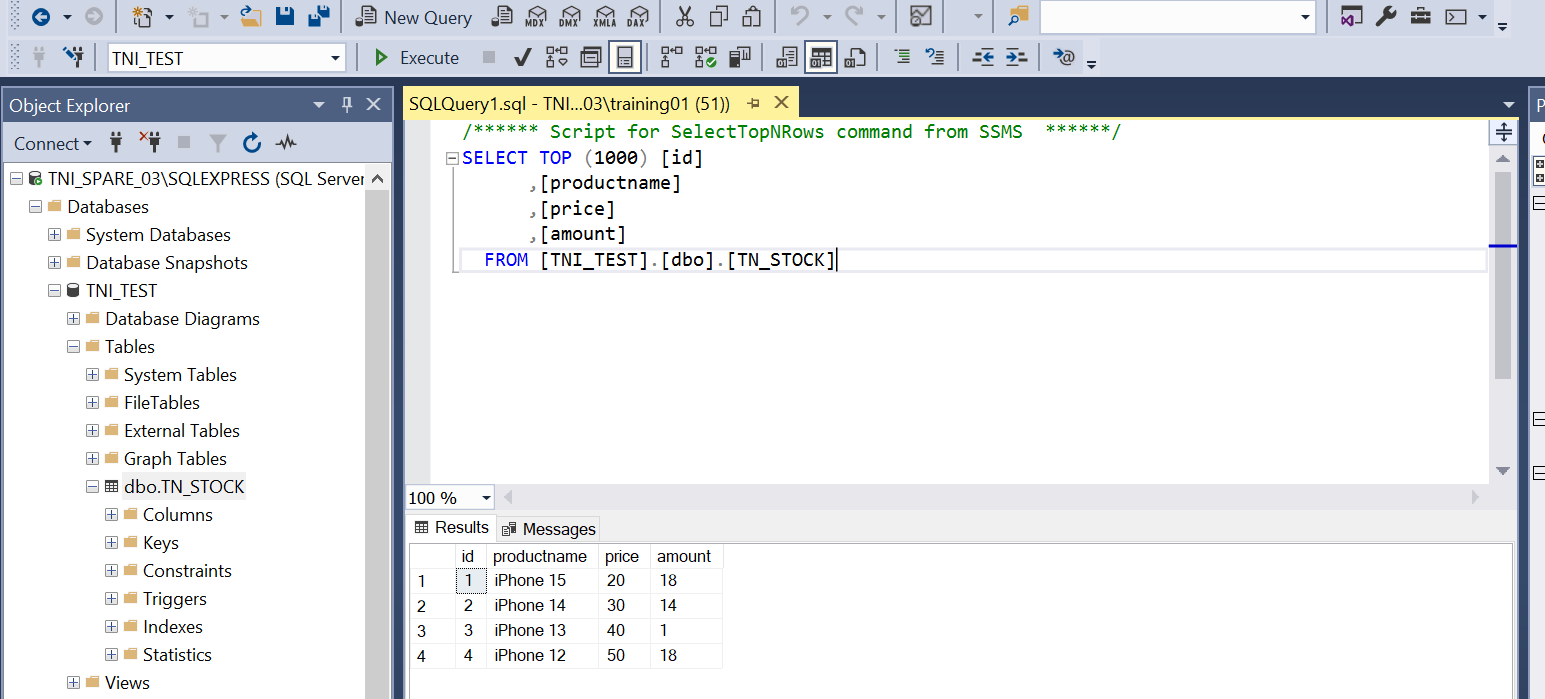 New Query MDX DMX XMLA DAX
TNI_TEST Execute
Object Explorer
Connect
TNI_SPARE_03\SQLEXPRESS (SQL Server
Databases
System Databases
Database Snapshots
TNI_TEST
Database Diagrams
Tables
System Tables
FileTables
External Tables
Graph Tables
dbo.TN_STOCK
Columns
Keys
Constraints
Triggers
Indexes
Statistics
Views
SQLQuery1.sql - TNI...03\training01 (51))
/****** Script for SelectTopNRows command from SSMS ******/
SELECT TOP (1000) [id]
,[productname]
,[price]
,[amount]
FROM [TNI_TEST].[dbo].[TN_STOCK]
100 %
Results Messages
id productname price amount
1 1 iPhone 15 20 18
2 2 iPhone 14 30 14
3 3 iPhone 13 40 1
4 4 iPhone 12 50 18